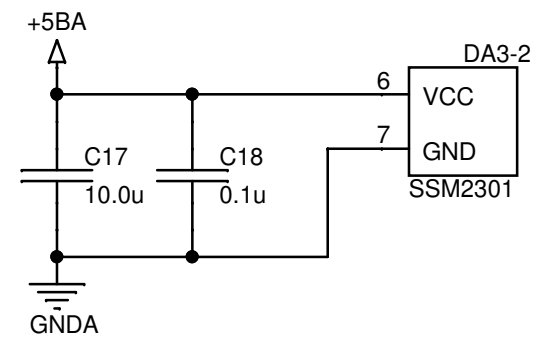 +5BA
DA3-2
6
VCC
7
GND
C17
C18
10.0u
0.1u
SSM2301
GNDA